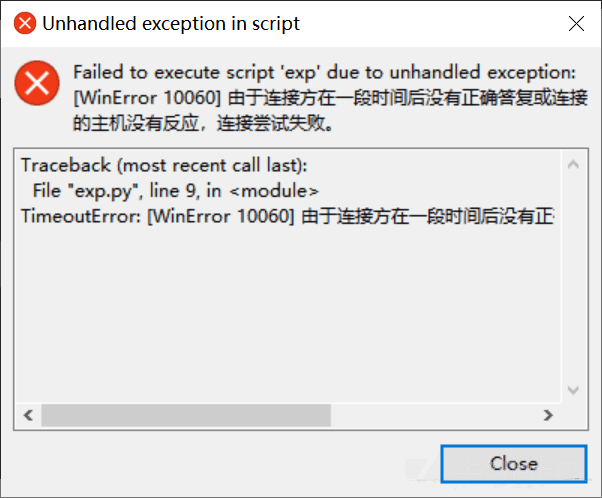 Unhandled exception in script
Failed to execute script 'exp' due to unhandled exception:
[WinError 10060] 由于连接方在一段时间后没有正确答复或连接
的主机没有反应，连接尝试失败。
Traceback (most recent call last):
File "exp.py", line 9, in <module>
TimeoutError: [WinError 10060] 由于连接方在一段时间后没有正
Close